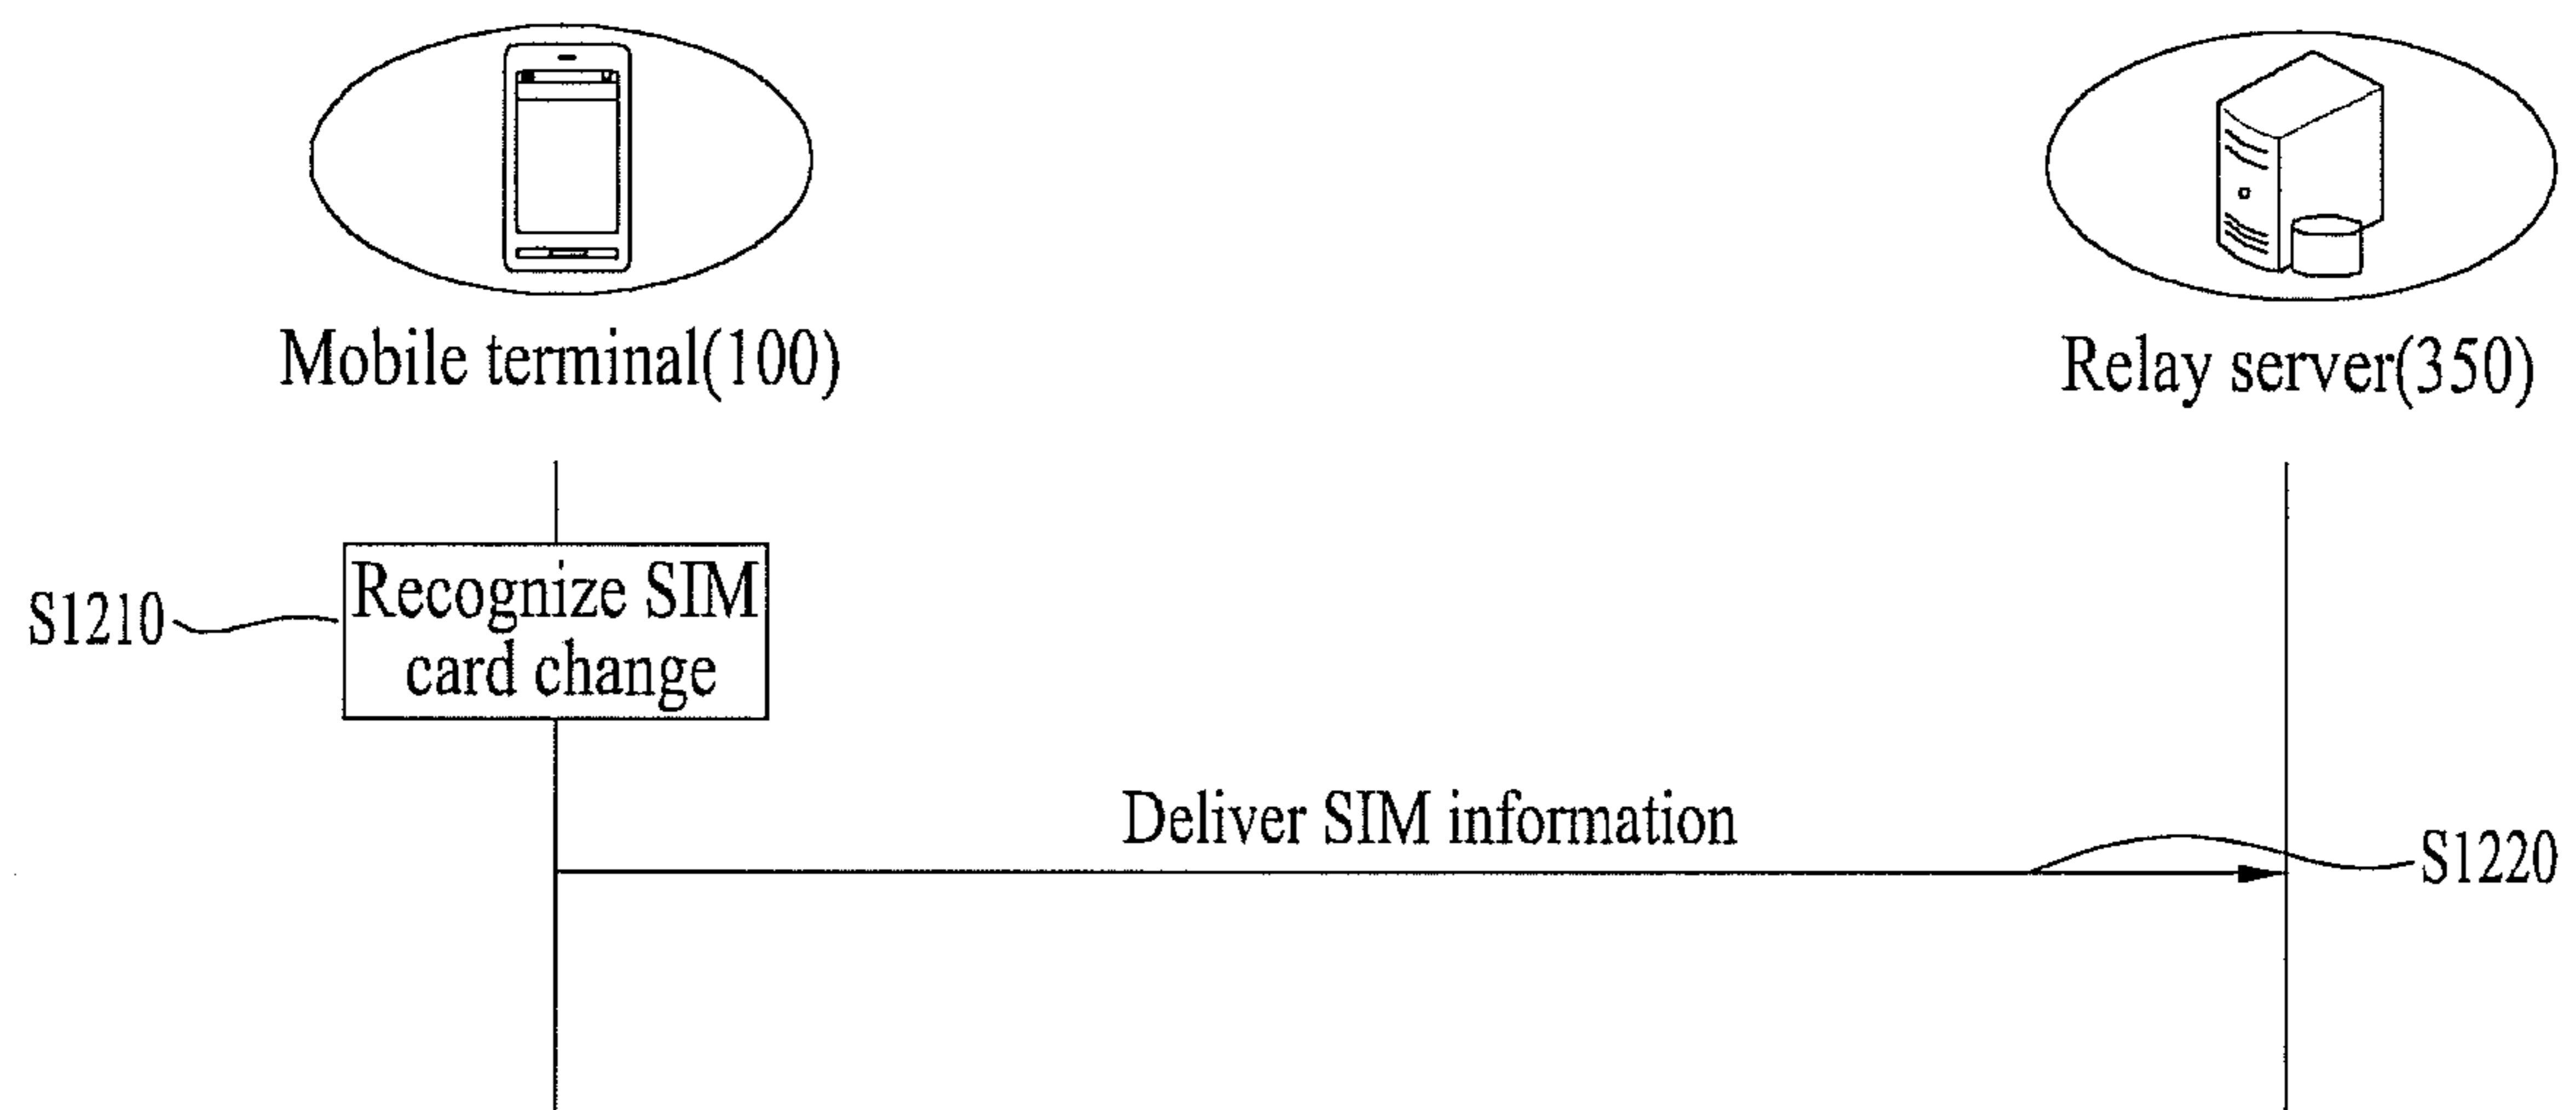 Mobile terminal(100)
Relay server(350)
S1210
Recognize SIM
card change
Deliver SIM information
S1220